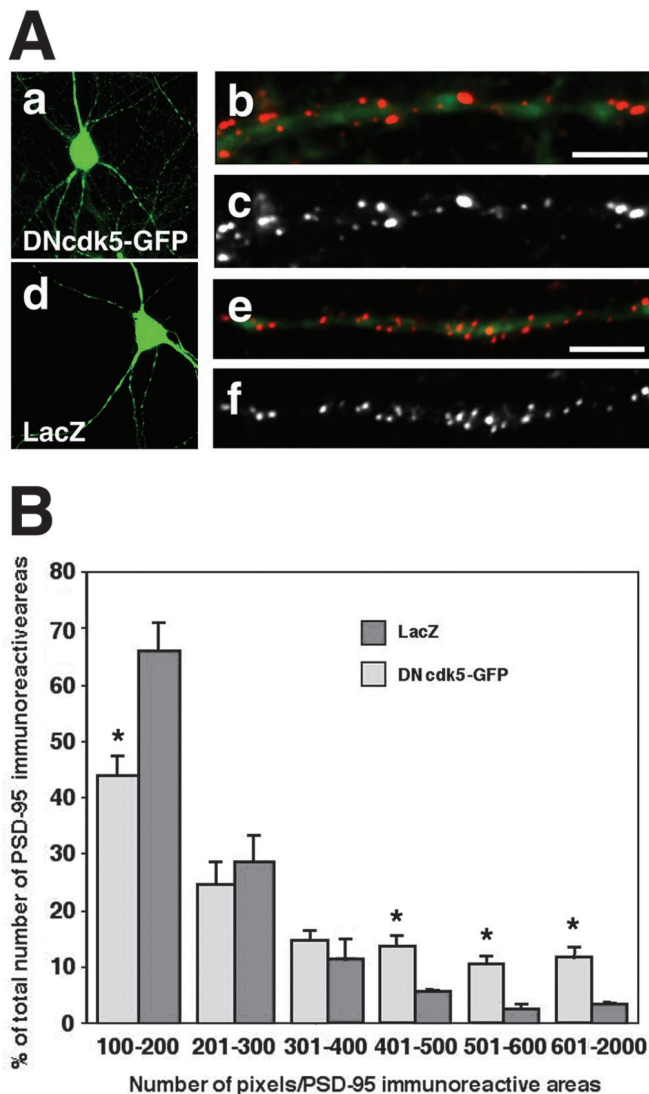 A
a
DNcdk5-GFP
b
c
d
LacZ
e
f
B
% of total number of PSD-95 immunoreactiveareas
80
70
60
50
40
30
20
10
0
LacZ
DNcdk5-GFP
*
*
*
*
100-200 201-300 301-400 401-500 501-600 601-2000
Number of pixels/PSD-95 immunoreactive areas